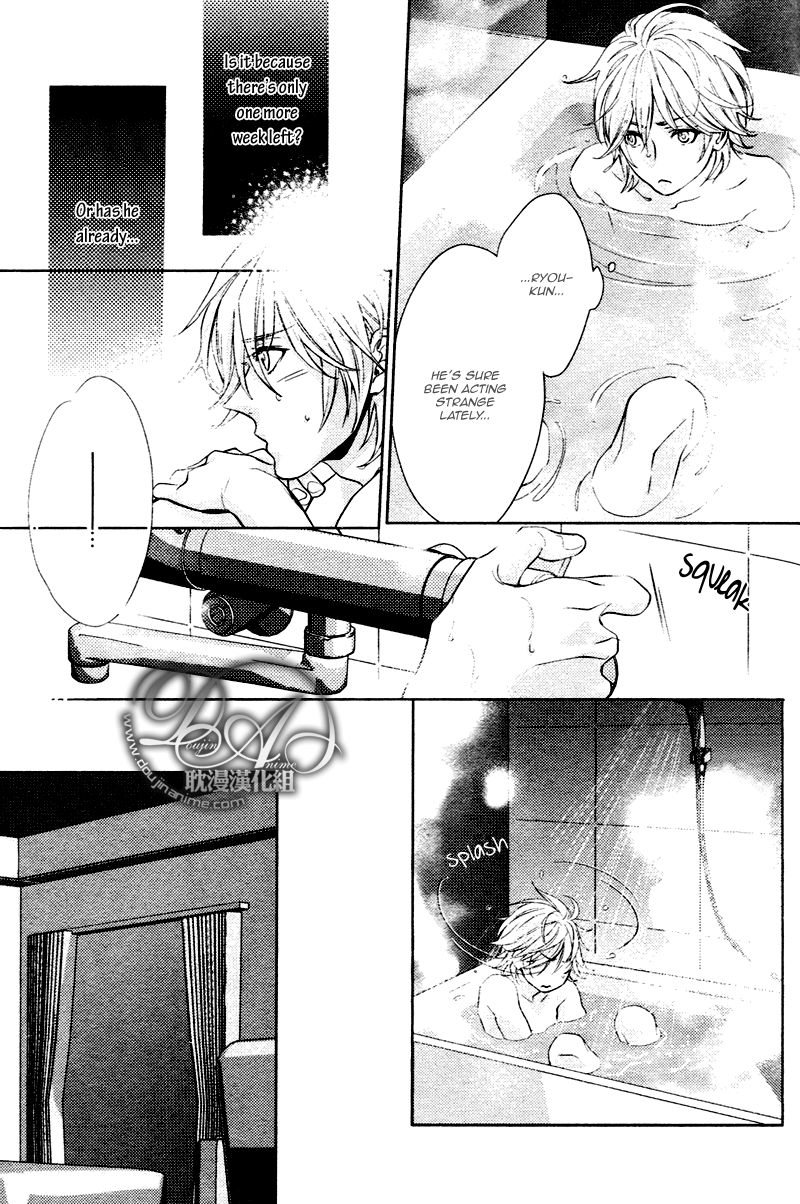 ...RYOU-
KUN...
HE'S SURE
BEEN ACTING
STRANGE
LATELY...
Is it because
there's only
one more
week left?
Or has he
already...
squeak
splash
DA
Doujin
Anime
耽漫漢化組
www.doujinanime.com